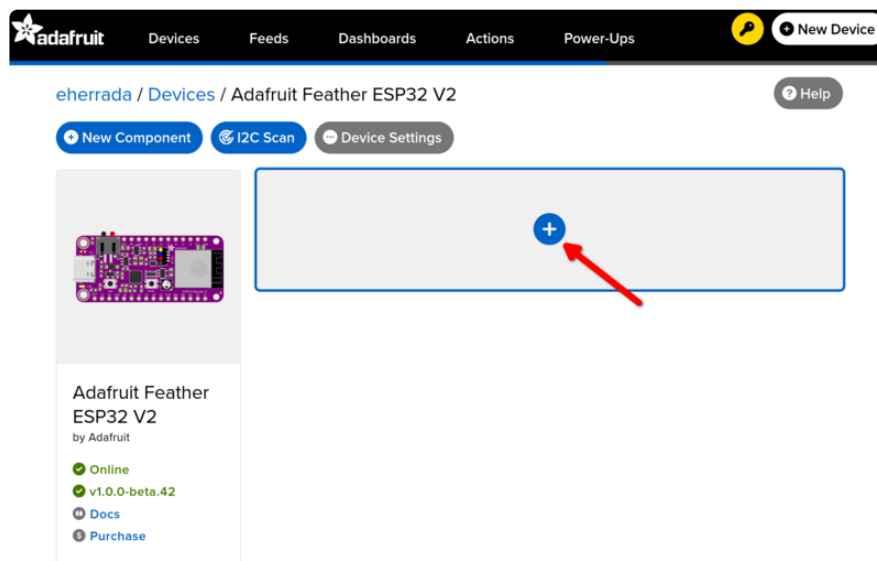 adafruit Devices Feeds Dashboards Actions Power-Ups New Device
eherrada / Devices / Adafruit Feather ESP32 V2
Help
New Component I2C Scan Device Settings
Adafruit Feather
ESP32 V2
by Adafruit
Online
v1.0.0-beta.42
Docs
Purchase